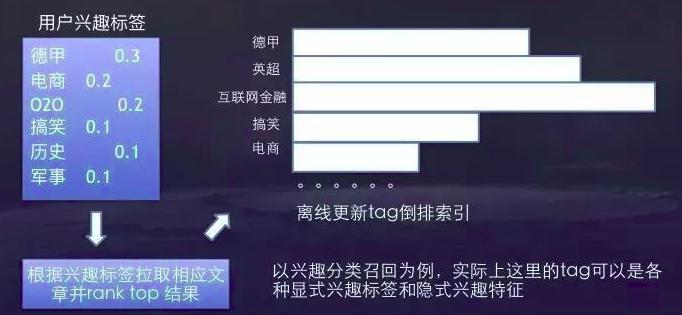 用户兴趣标签
德甲 0.3
电商 0.2
O2O 0.2
搞笑 0.1
历史 0.1
军事 0.1
根据兴趣标签拉取相应文
章并rank top 结果
德甲
英超
互联网金融
搞笑
电商
。。。。。。
离线更新tag倒排索引
以兴趣分类召回为例，实际上这里的tag可以是各
种显式兴趣标签和隐式兴趣特征